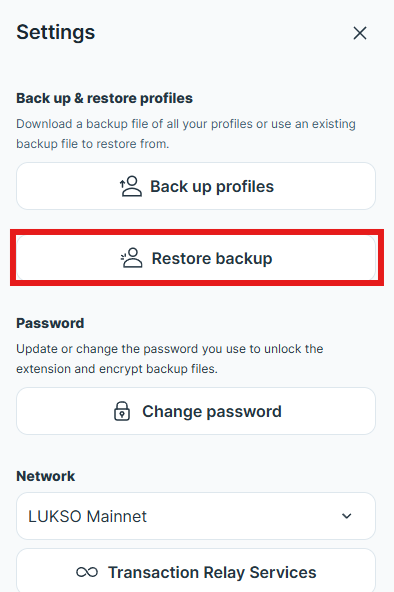 Settings
Back up & restore profiles
Download a backup file of all your profiles or use an existing
backup file to restore from.
Back up profiles
Restore backup
Password
Update or change the password you use to unlock the
extension and encrypt backup files.
Change password
Network
LUKSO Mainnet
Transaction Relay Services